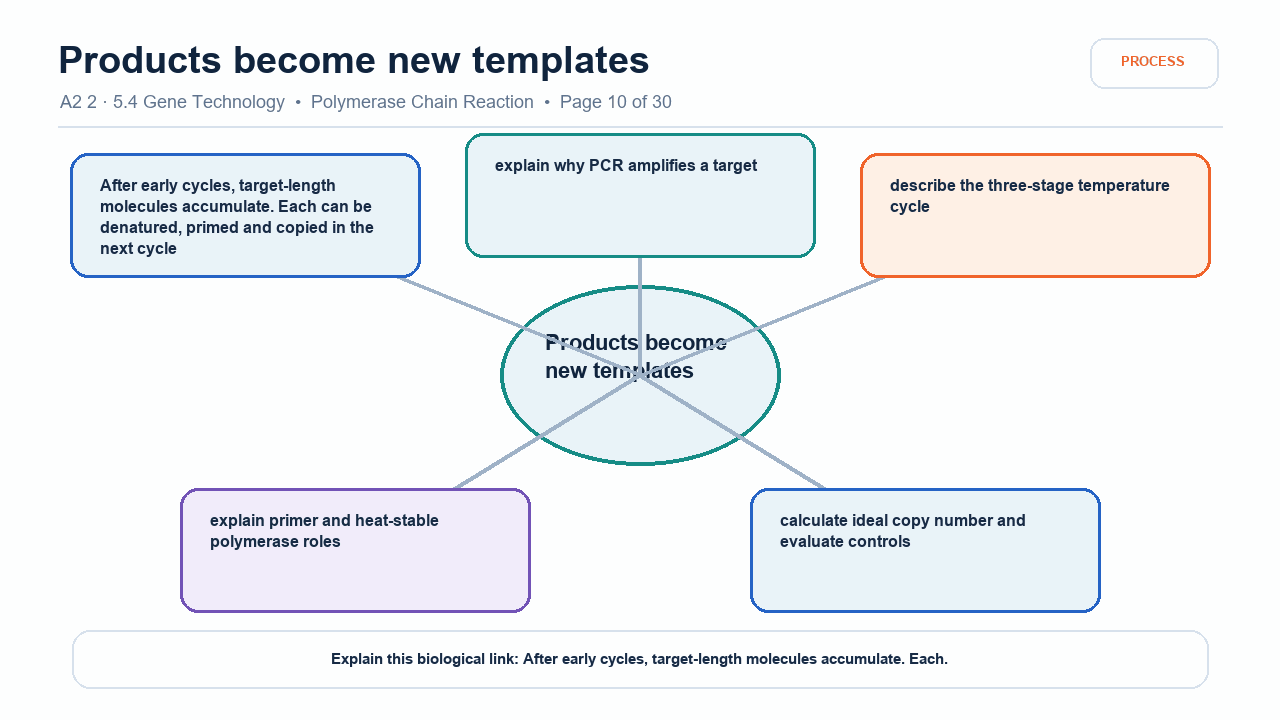 Products become new templates
PROCESS
A2 2 · 5.4 Gene Technology • Polymerase Chain Reaction • Page 10 of 30
After early cycles, target-length
molecules accumulate. Each can be
denatured, primed and copied in the
next cycle
explain why PCR amplifies a target
describe the three-stage temperature
cycle
Products become
new templates
explain primer and heat-stable
polymerase roles
calculate ideal copy number and
evaluate controls
Explain this biological link: After early cycles, target-length molecules accumulate. Each.